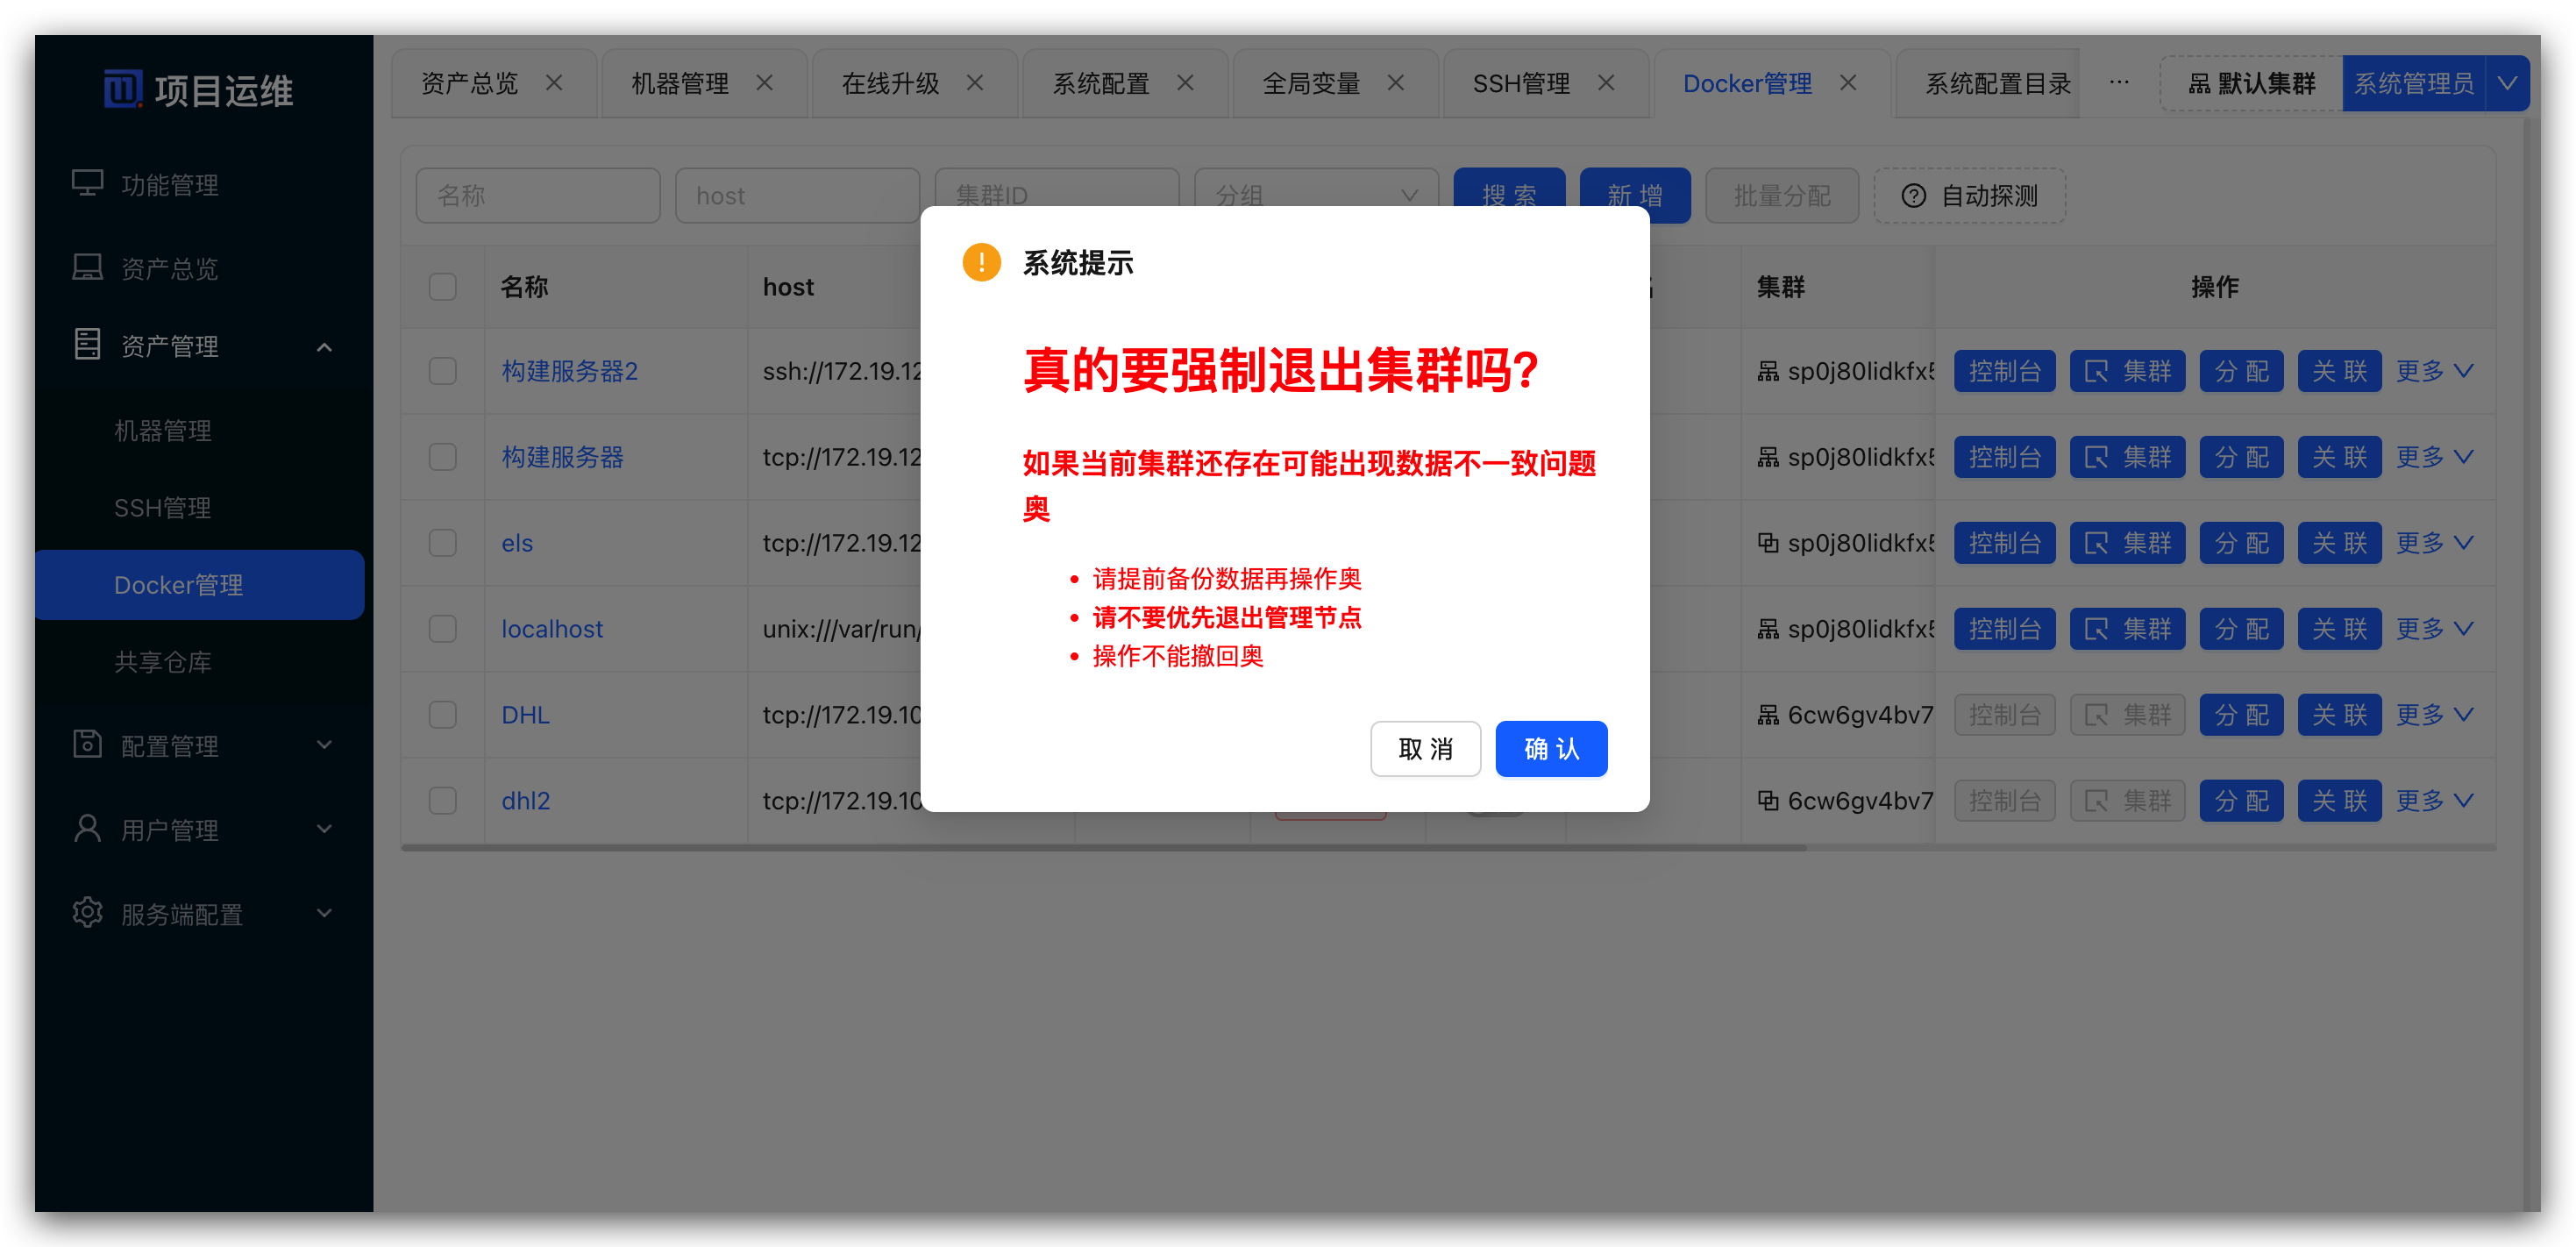 项目运维
资产总览 机器管理 在线升级 系统配置 全局变量 SSH管理 Docker管理 系统配置目录 ··· 默认集群 系统管理员
功能管理
资产总览
资产管理
机器管理
SSH管理
Docker管理
共享仓库
配置管理
用户管理
服务端配置
名称 host 集群ID 分组 搜 索 新 增 批量分配 自动探测
名称 host 集群 操作
构建服务器2 ssh://172.19.12 sp0j80lidkfx5 控制台 集群 分 配 关 联 更多
构建服务器 tcp://172.19.12 sp0j80lidkfx5 控制台 集群 分 配 关 联 更多
els tcp://172.19.12 sp0j80lidkfx5 控制台 集群 分 配 关 联 更多
localhost unix:///var/run/ sp0j80lidkfx5 控制台 集群 分 配 关 联 更多
DHL tcp://172.19.10 6cw6gv4bv7 控制台 集群 分 配 关 联 更多
dhl2 tcp://172.19.10 6cw6gv4bv7 控制台 集群 分 配 关 联 更多
系统提示
真的要强制退出集群吗?
如果当前集群还存在可能出现数据不一致问题
奥
• 请提前备份数据再操作奥
• 请不要优先退出管理节点
• 操作不能撤回奥
取 消 确 认